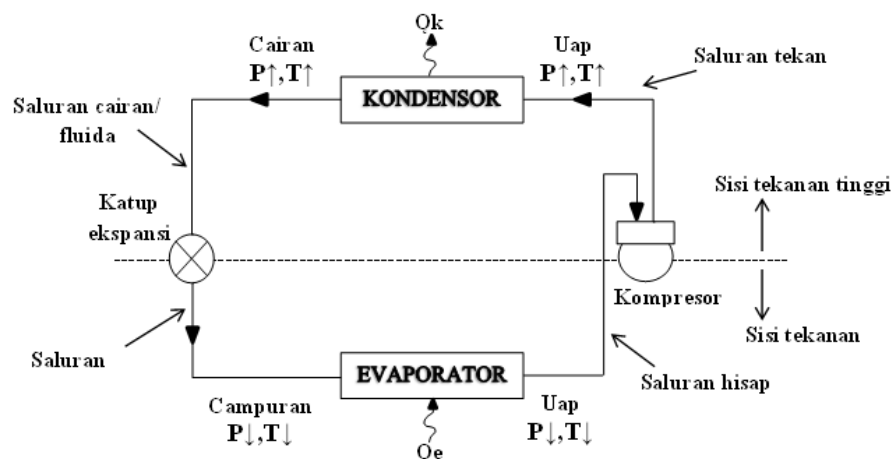 Qk
Cairan
P↑,T↑
Uap
P↑,T↑
Saluran tekan
KONDENSOR
Saluran cairan/
fluida
Katup
ekspansi
Sisi tekanan tinggi
Kompresor
Sisi tekanan
Saluran
EVAPORATOR
Saluran hisap
Campuran
P↓,T↓
Uap
P↓,T↓
Qe